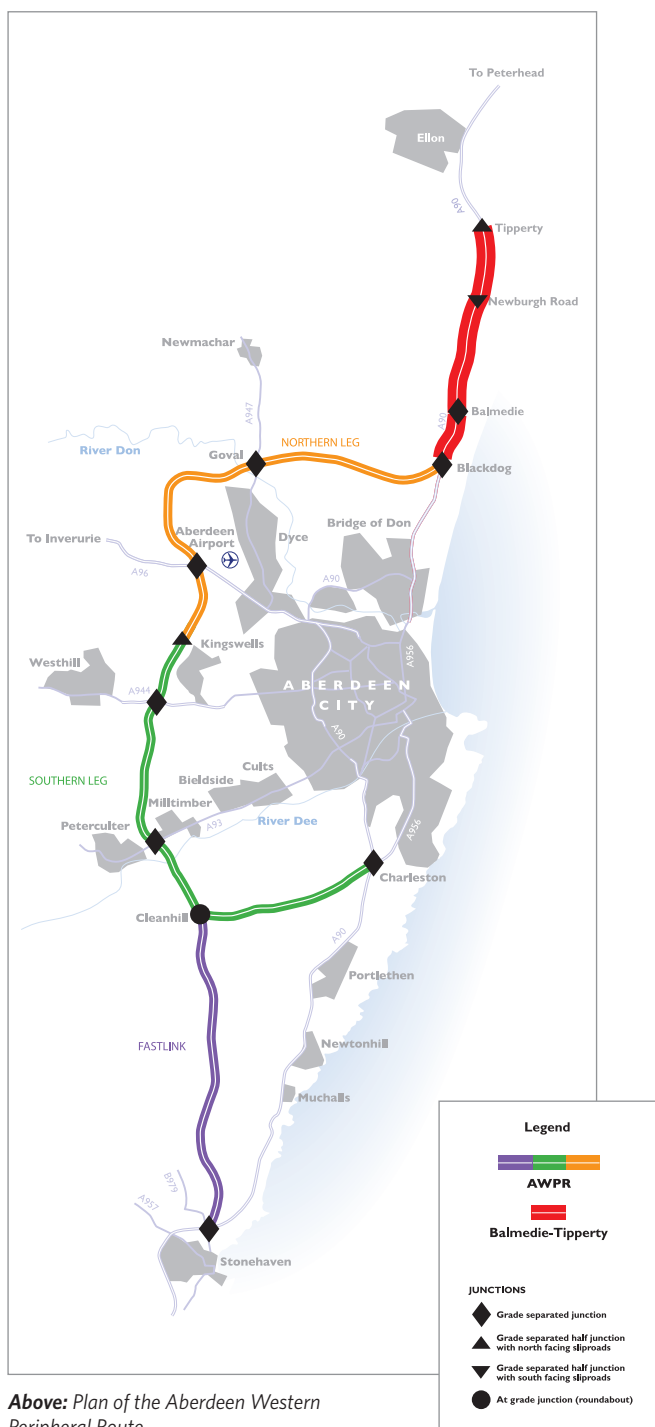 To Peterhead
Ellon
A90
Tipperty
Newburgh Road
Newmachar
A947
Balmedie
A90
River Don
NORTHERN LEG
Goval
Blackdog
Aberdeen
Airport
Dyce
Bridge of Don
To Inverurie
A96
A90
Kingswells
Westhill
A944
A956
ABERDEEN
CITY
A90
SOUTHERN LEG
Cults
Bieldside
Milltimber
A93
Peterculter
River Dee
A956
Charleston
Cleanhill
A90
Portlethen
FASTLINK
Newtonhill
Muchalls
B979
A957
Stonehaven
Legend
AWPR
Balmedie-Tipperty
JUNCTIONS
Grade separated junction
Grade separated half junction
with north facing sliproads
Grade separated half junction
with south facing sliproads
At grade junction (roundabout)
Above: Plan of the Aberdeen Western
Peripheral Route